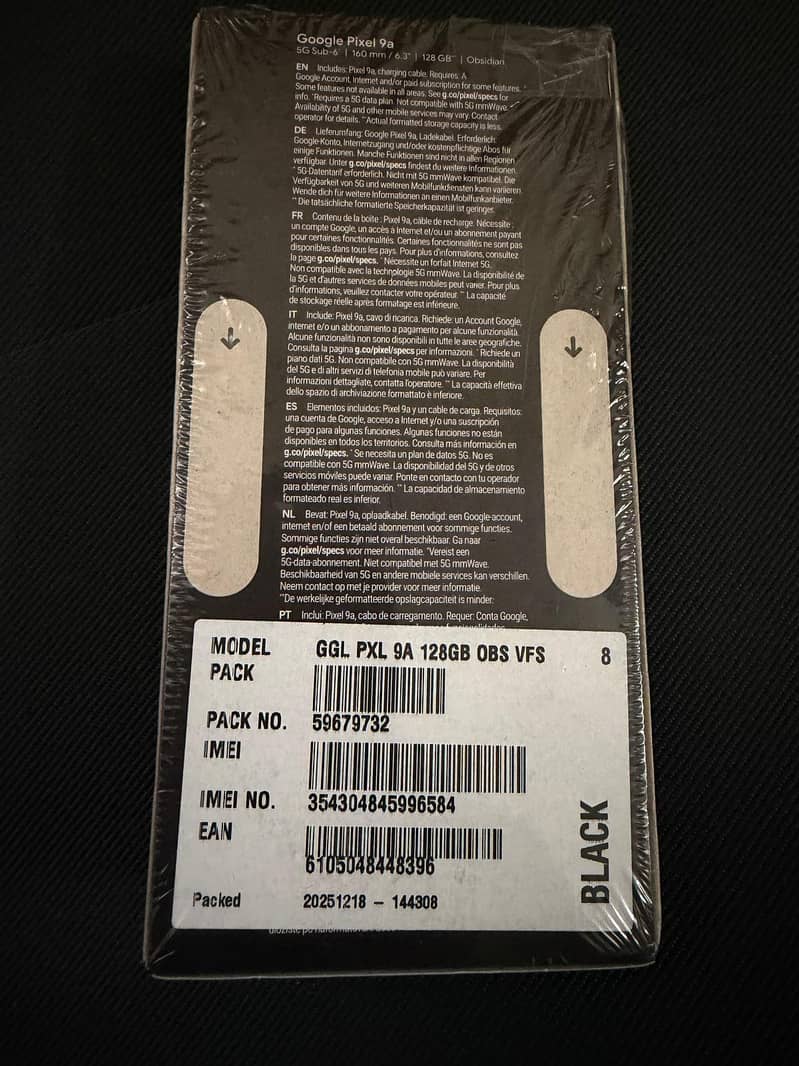 Google Pixel 9a
5G Sub-6* | 160 mm / 6.3" | 128 GB** | Obsidian
EN Includes: Pixel 9a, charging cable. Requires: A
Google Account, Internet and/or paid subscription for some features.
Some features not available in all areas. See g.co/pixel/specs for
info. *Requires a 5G data plan. Not compatible with 5G mmWave.
Availability of 5G and other mobile services may vary. Contact
operator for details. **Actual formatted storage capacity is less.
DE Lieferumfang: Google Pixel 9a, Ladekabel. Erforderlich:
Google-Konto, Internetzugang und/oder kostenpflichtige Abos für
einige Funktionen. Manche Funktionen sind nicht in allen Regionen
verfügbar. Unter g.co/pixel/specs findest du weitere Informationen.
*5G-Datentarif erforderlich. Nicht mit 5G mmWave kompatibel. Die
Verfügbarkeit von 5G und weiteren Mobilfunkdiensten kann variieren.
Wende dich für weitere Informationen an einen Mobilfunkanbieter.
**Die tatsächliche formatierte Speicherkapazität ist geringer.
FR Contenu de la boîte : Pixel 9a, câble de recharge. Nécessite :
un compte Google, un accès à Internet et/ou un abonnement payant
pour certaines fonctionnalités. Certaines fonctionnalités ne sont pas
disponibles dans tous les pays. Pour plus d'informations, consultez
la page g.co/pixel/specs. *Nécessite un forfait Internet 5G.
Non compatible avec la technologie 5G mmWave. La disponibilité de
la 5G et d'autres services de données mobiles peut varier. Pour plus
d'informations, veuillez contacter votre opérateur. **La capacité
de stockage réelle après formatage est inférieure.
IT Include: Pixel 9a, cavo di ricarica. Richiede: un Account Google,
internet e/o un abbonamento a pagamento per alcune funzionalità.
Alcune funzionalità non sono disponibili in tutte le aree geografiche.
Consulta la pagina g.co/pixel/specs per informazioni. *Richiede un
piano dati 5G. Non compatibile con 5G mmWave. La disponibilità
del 5G e di altri servizi di telefonia mobile può variare. Per
informazioni dettagliate, contatta l'operatore. **La capacità effettiva
dello spazio di archiviazione formattato è inferiore.
ES Elementos incluidos: Pixel 9a y un cable de carga. Requisitos:
una cuenta de Google, acceso a Internet y/o una suscripción
de pago para algunas funciones. Algunas funciones no están
disponibles en todos los territorios. Consulta más información en
g.co/pixel/specs. *Se necesita un plan de datos 5G. No es
compatible con 5G mmWave. La disponibilidad del 5G y de otros
servicios móviles puede variar. Ponte en contacto con tu operador
para obtener más información. **La capacidad de almacenamiento
formateado real es inferior.
NL Bevat: Pixel 9a, oplaadkabel. Benodigd: een Google-account,
internet en/of een betaald abonnement voor sommige functies.
Sommige functies zijn niet overal beschikbaar. Ga naar
g.co/pixel/specs voor meer informatie. *Vereist een
5G-data-abonnement. Niet compatibel met 5G mmWave.
Beschikbaarheid van 5G en andere mobiele services kan verschillen.
Neem contact op met je provider voor meer informatie.
**De werkelijke geformatteerde opslagcapaciteit is minder.
PT Inclui: Pixel 9a, cabo de carregamento. Requer: Conta Google,
MODEL GGL PXL 9A 128GB OBS VFS 8
PACK
PACK NO. 59679732
IMEI
IMEI NO. 354304845996584
EAN
6105048448396
Packed 20251218 - 144308
BLACK